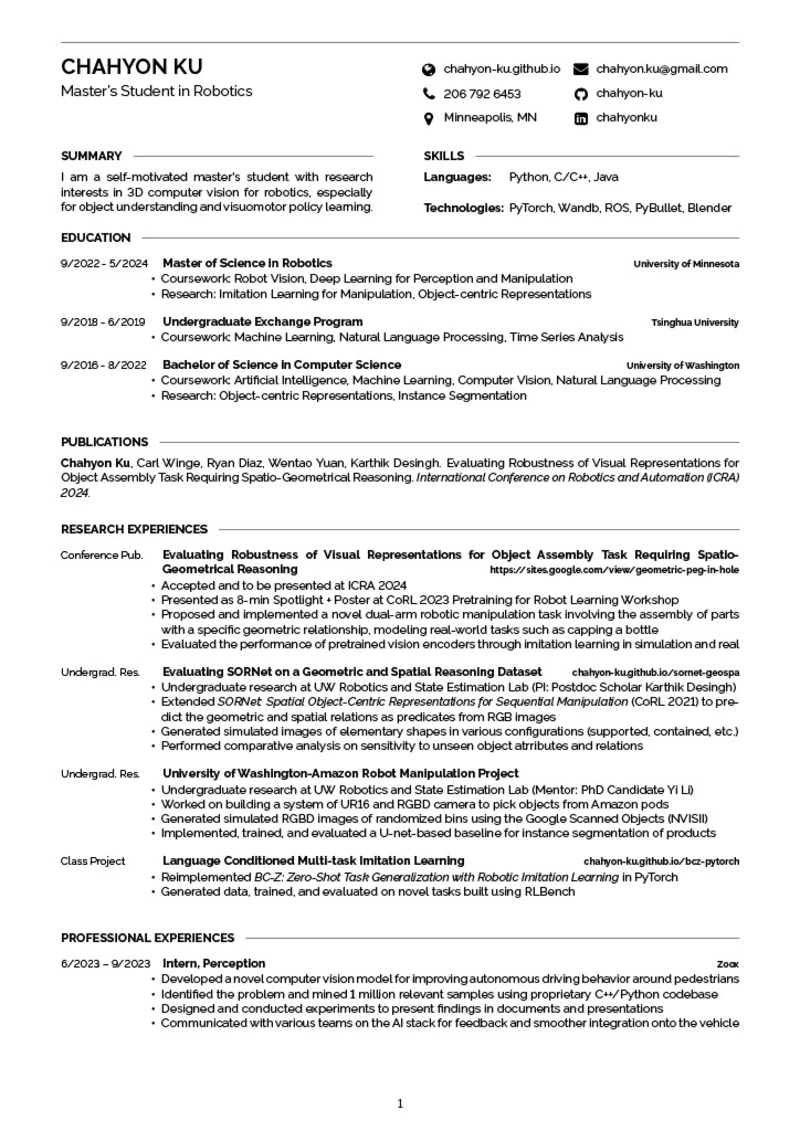 CHAHYON KU
Master's Student in Robotics
chahyon-ku.github.io chahyon.ku@gmail.com
206 792 6453 chahyon-ku
Minneapolis, MN chahyonku
SUMMARY
I am a self-motivated master's student with research
interests in 3D computer vision for robotics, especially
for object understanding and visuomotor policy learning.
SKILLS
Languages: Python, C/C++, Java
Technologies: PyTorch, Wandb, ROS, PyBullet, Blender
EDUCATION
9/2022 - 5/2024 Master of Science in Robotics University of Minnesota
• Coursework: Robot Vision, Deep Learning for Perception and Manipulation
• Research: Imitation Learning for Manipulation, Object-centric Representations
9/2018 - 6/2019 Undergraduate Exchange Program Tsinghua University
• Coursework: Machine Learning, Natural Language Processing, Time Series Analysis
9/2016 - 8/2022 Bachelor of Science in Computer Science University of Washington
• Coursework: Artificial Intelligence, Machine Learning, Computer Vision, Natural Language Processing
• Research: Object-centric Representations, Instance Segmentation
PUBLICATIONS
Chahyon Ku, Carl Winge, Ryan Diaz, Wentao Yuan, Karthik Desingh. Evaluating Robustness of Visual Representations for
Object Assembly Task Requiring Spatio-Geometrical Reasoning. International Conference on Robotics and Automation (ICRA)
2024.
RESEARCH EXPERIENCES
Conference Pub. Evaluating Robustness of Visual Representations for Object Assembly Task Requiring Spatio-
Geometrical Reasoning https://sites.google.com/view/geometric-peg-in-hole
• Accepted and to be presented at ICRA 2024
• Presented as 8-min Spotlight + Poster at CoRL 2023 Pretraining for Robot Learning Workshop
• Proposed and implemented a novel dual-arm robotic manipulation task involving the assembly of parts
with a specific geometric relationship, modeling real-world tasks such as capping a bottle
• Evaluated the performance of pretrained vision encoders through imitation learning in simulation and real
Undergrad. Res. Evaluating SORNet on a Geometric and Spatial Reasoning Dataset chahyon-ku.github.io/sornet-geospa
• Undergraduate research at UW Robotics and State Estimation Lab (PI: Postdoc Scholar Karthik Desingh)
• Extended SORNet: Spatial Object-Centric Representations for Sequential Manipulation (CoRL 2021) to pre-
dict the geometric and spatial relations as predicates from RGB images
• Generated simulated images of elementary shapes in various configurations (supported, contained, etc.)
• Performed comparative analysis on sensitivity to unseen object atrributes and relations
Undergrad. Res. University of Washington-Amazon Robot Manipulation Project
• Undergraduate research at UW Robotics and State Estimation Lab (Mentor: PhD Candidate Yi Li)
• Worked on building a system of UR16 and RGBD camera to pick objects from Amazon pods
• Generated simulated RGBD images of randomized bins using the Google Scanned Objects (NVISII)
• Implemented, trained, and evaluated a U-net-based baseline for instance segmentation of products
Class Project Language Conditioned Multi-task Imitation Learning chahyon-ku.github.io/bcz-pytorch
• Reimplemented BC-Z: Zero-Shot Task Generalization with Robotic Imitation Learning in PyTorch
• Generated data, trained, and evaluated on novel tasks built using RLBench
PROFESSIONAL EXPERIENCES
6/2023 – 9/2023 Intern, Perception Zoox
• Developed a novel computer vision model for improving autonomous driving behavior around pedestrians
• Identified the problem and mined 1 million relevant samples using proprietary C++/Python codebase
• Designed and conducted experiments to present findings in documents and presentations
• Communicated with various teams on the AI stack for feedback and smoother integration onto the vehicle
1